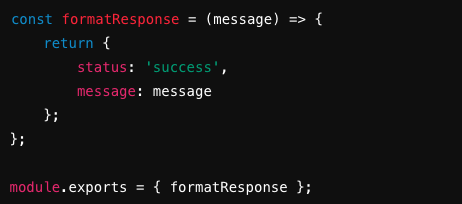 const formatResponse = (message) => {
    return {
        status: 'success',
        message: message
    };
};

module.exports = { formatResponse };